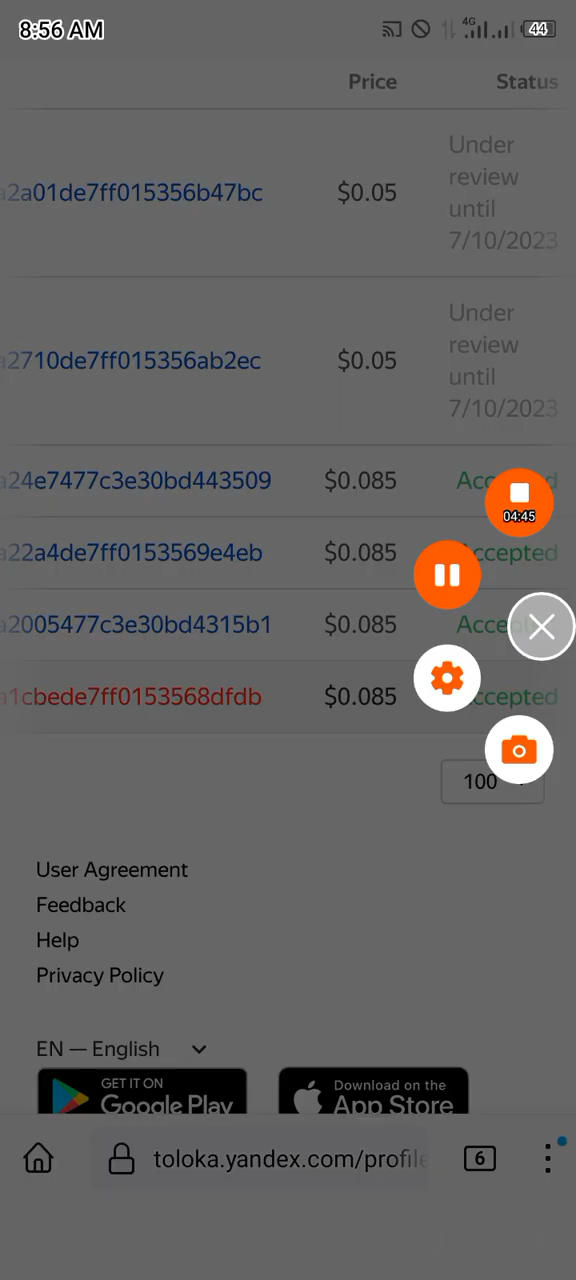 8:56 AM
4G
44
Price Status
Under
review
a2a01de7ff015356b47bc $0.05
until
7/10/2023
Under
review
a2710de7ff015356ab2ec $0.05
until
7/10/2023
a24e7477c3e30bd443509 $0.085
04:45
a22a4de7ff0153569e4eb $0.085 ccepted
a2005477c3e30bd4315b1 $0.085
a1cbede7ff0153568dfdb $0.085 ccepted
100
User Agreement
Feedback
Help
Privacy Policy
EN — English
GET IT ON
Google Play
Download on the
App Store
toloka.yandex.com/profile
6